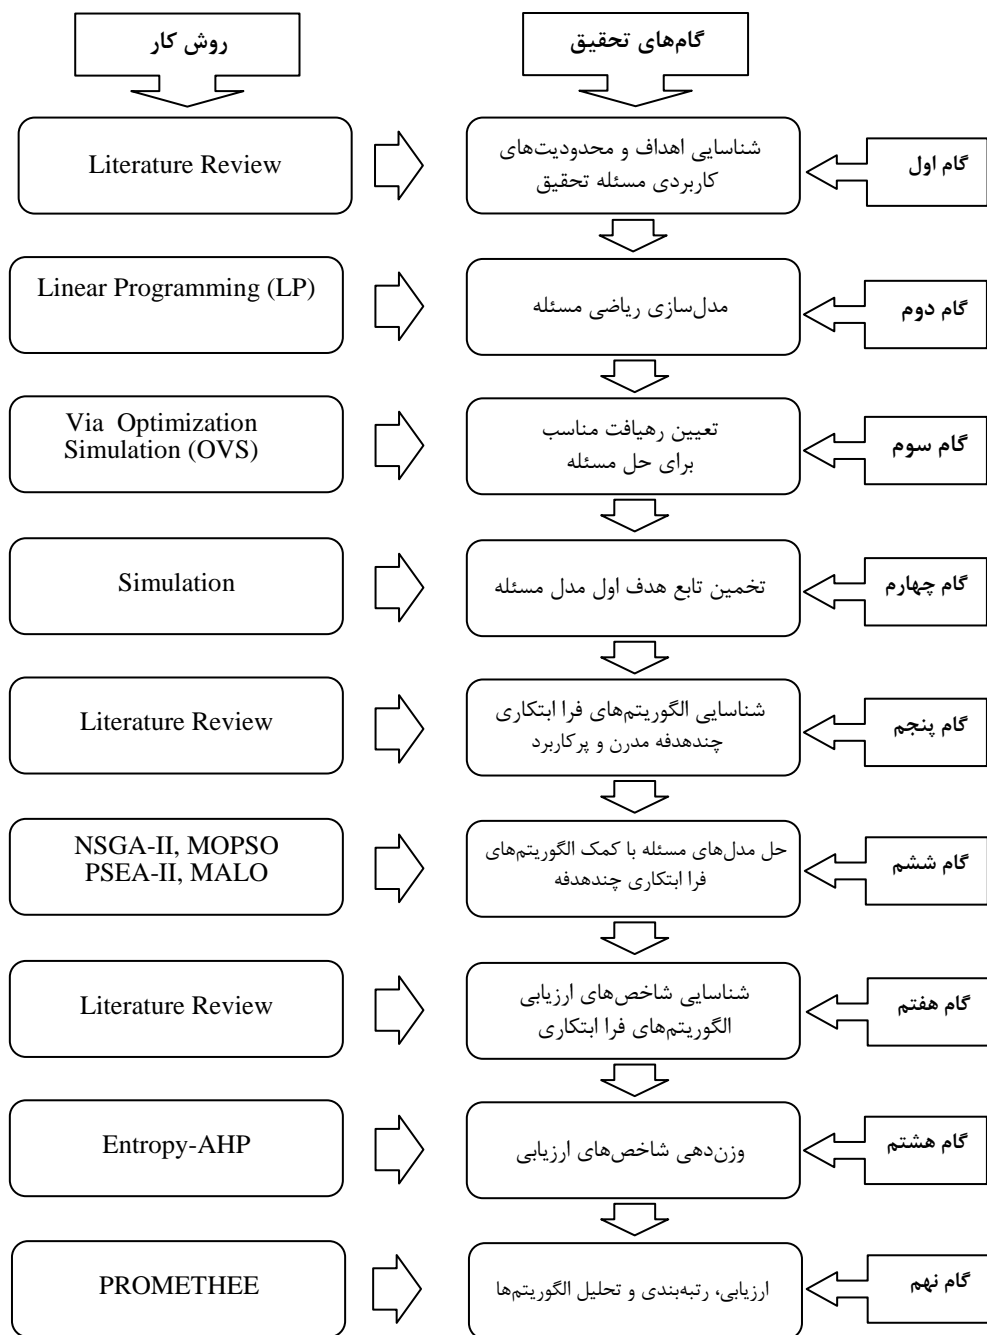 گام‌های تحقیق
روش کار
گام اول
شناسایی اهداف و محدودیت‌های
کاربردی مسئله تحقیق
Literature Review
گام دوم
مدل‌سازی ریاضی مسئله
Linear Programming (LP)
گام سوم
تعیین رهیافت مناسب
برای حل مسئله
Via Optimization
Simulation (OVS)
گام چهارم
تخمین تابع هدف اول مدل مسئله
Simulation
گام پنجم
شناسایی الگوریتم‌های فرا ابتکاری
چندهدفه مدرن و پرکاربرد
Literature Review
گام ششم
حل مدل‌های مسئله با کمک الگوریتم‌های
فرا ابتکاری چندهدفه
NSGA-II, MOPSO
PSEA-II, MALO
گام هفتم
شناسایی شاخص‌های ارزیابی
الگوریتم‌های فرا ابتکاری
Literature Review
گام هشتم
وزن‌دهی شاخص‌های ارزیابی
Entropy-AHP
گام نهم
ارزیابی، رتبه‌بندی و تحلیل الگوریتم‌ها
PROMETHEE